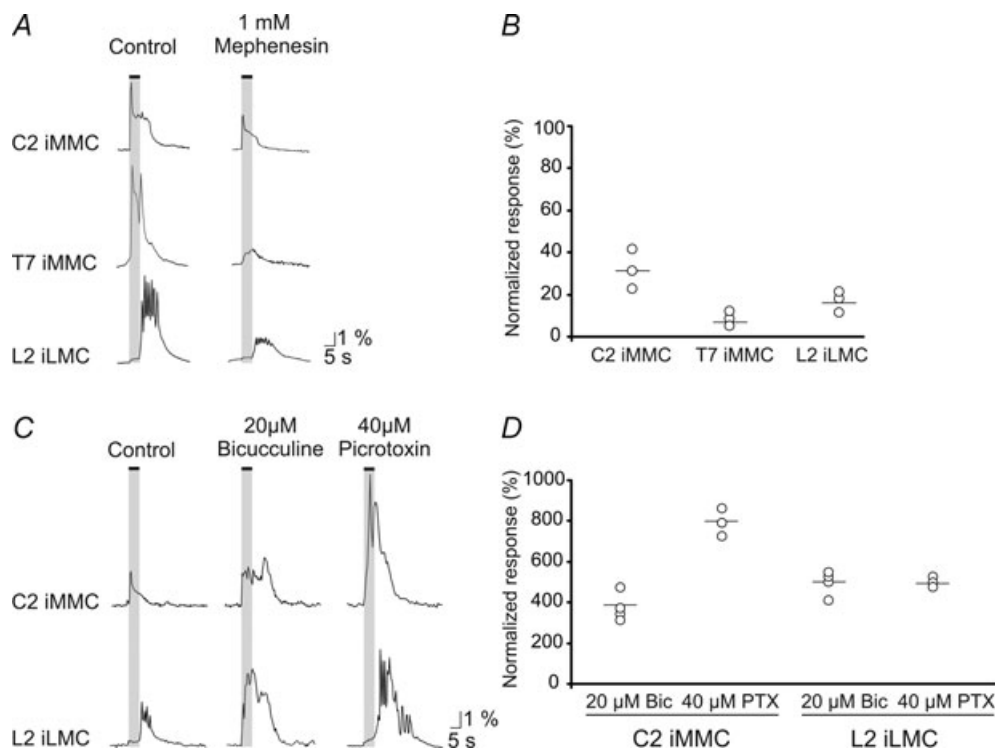 A
Control
1 mM
Mephenesin
C2 iMMC
T7 iMMC
L2 iLMC
1 %
5 s
B
Normalized response (%)
100
80
60
40
20
0
C2 iMMC T7 iMMC L2 iLMC
C
Control
20µM
Bicucculine
40µM
Picrotoxin
C2 iMMC
L2 iLMC
1 %
5 s
D
Normalized response (%)
1000
800
600
400
200
0
20 µM Bic 40 µM PTX 20 µM Bic 40 µM PTX
C2 iMMC L2 iLMC